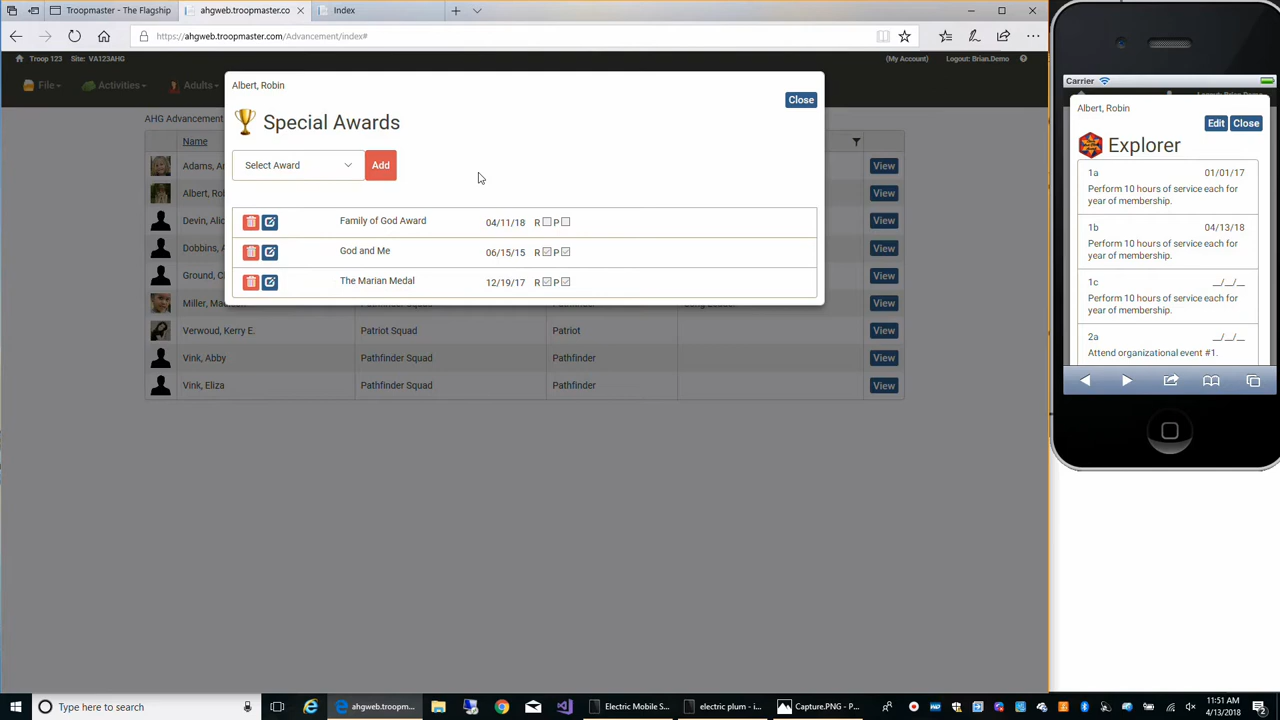 Troopmaster - The Flagship
ahgweb.troopmaster.co
Index
https://ahgweb.troopmaster.com/Advancement/index#
Troop 123 Site: VA123AHG
(My Account) Logout: Brian.Demo
File
Activities
Adults
Albert, Robin
Close
Special Awards
AHG Advancement
Name
Select Award
Add
Adams, A
View
Albert, Ro
View
Family of God Award 04/11/18 R P
Devin, Alic
View
God and Me 06/15/15 R P
Dobbins, A
View
The Marian Medal 12/19/17 R P
Ground, C
View
Miller, Ma
View
Verwoud, Kerry E. Patriot Squad Patriot View
Vink, Abby Pathfinder Squad Pathfinder View
Vink, Eliza Pathfinder Squad Pathfinder View
Carrier
Albert, Robin
Edit Close
Explorer
1a 01/01/17
Perform 10 hours of service each for
year of membership.
1b 04/13/18
Perform 10 hours of service each for
year of membership.
1c __/__/__
Perform 10 hours of service each for
year of membership.
2a __/__/__
Attend organizational event #1.
Type here to search
ahgweb.troopm...
Electric Mobile S...
electric plum - i...
Capture.PNG - P...
11:51 AM
4/13/2018